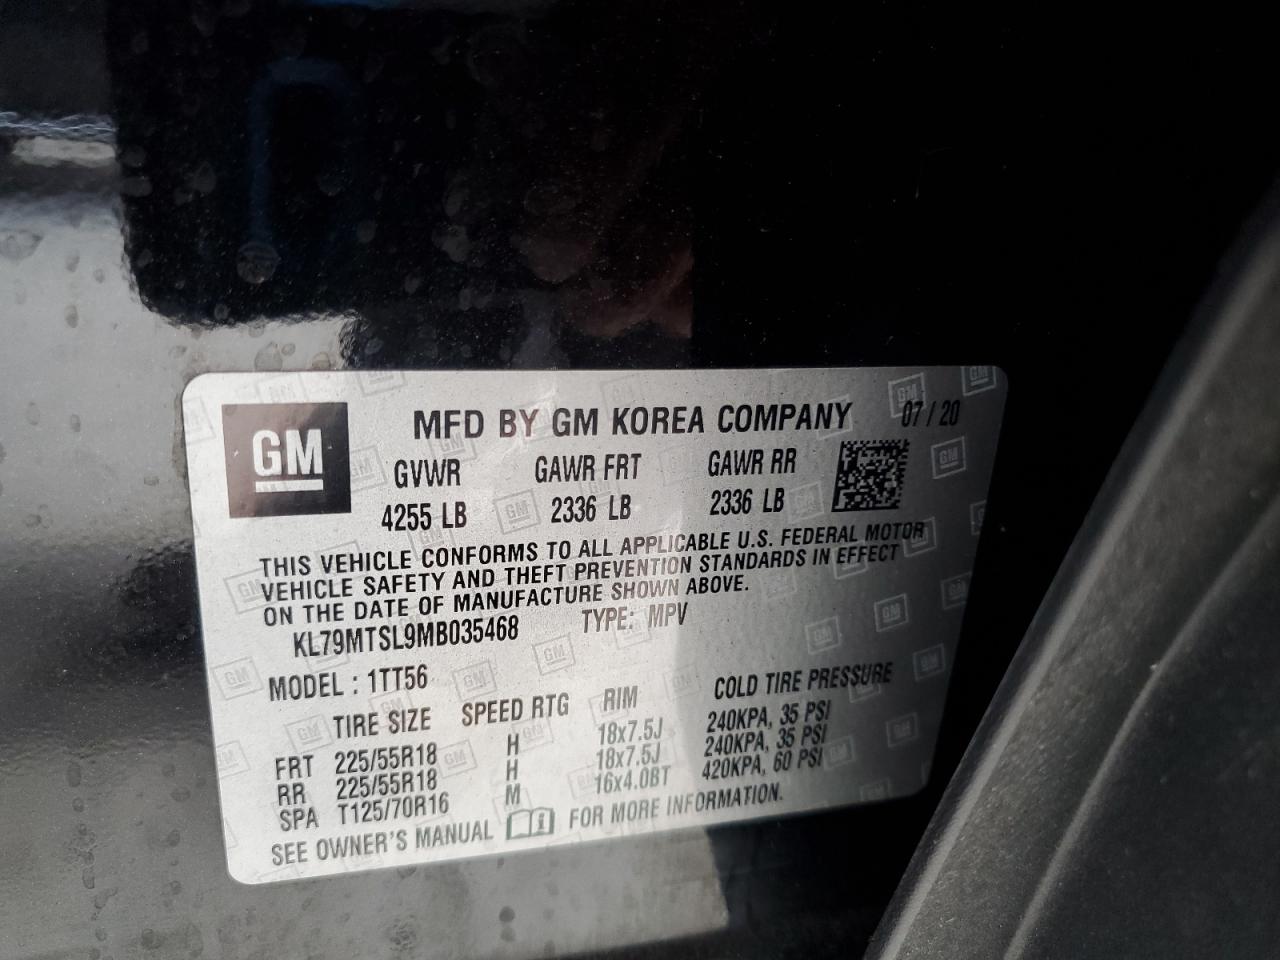 GM
MFD BY GM KOREA COMPANY 07/20
GVWR GAWR FRT GAWR RR
4255 LB 2336 LB 2336 LB
THIS VEHICLE CONFORMS TO ALL APPLICABLE U.S. FEDERAL MOTOR
VEHICLE SAFETY AND THEFT PREVENTION STANDARDS IN EFFECT
ON THE DATE OF MANUFACTURE SHOWN ABOVE.
KL79MTSL9MB035468 TYPE: MPV
MODEL : 1TT56
TIRE SIZE SPEED RTG RIM COLD TIRE PRESSURE
FRT 225/55R18 H 18x7.5J 240KPA, 35 PSI
RR 225/55R18 H 18x7.5J 240KPA, 35 PSI
SPA T125/70R16 M 16x4.0BT 420KPA, 60 PSI
SEE OWNER'S MANUAL i FOR MORE INFORMATION.